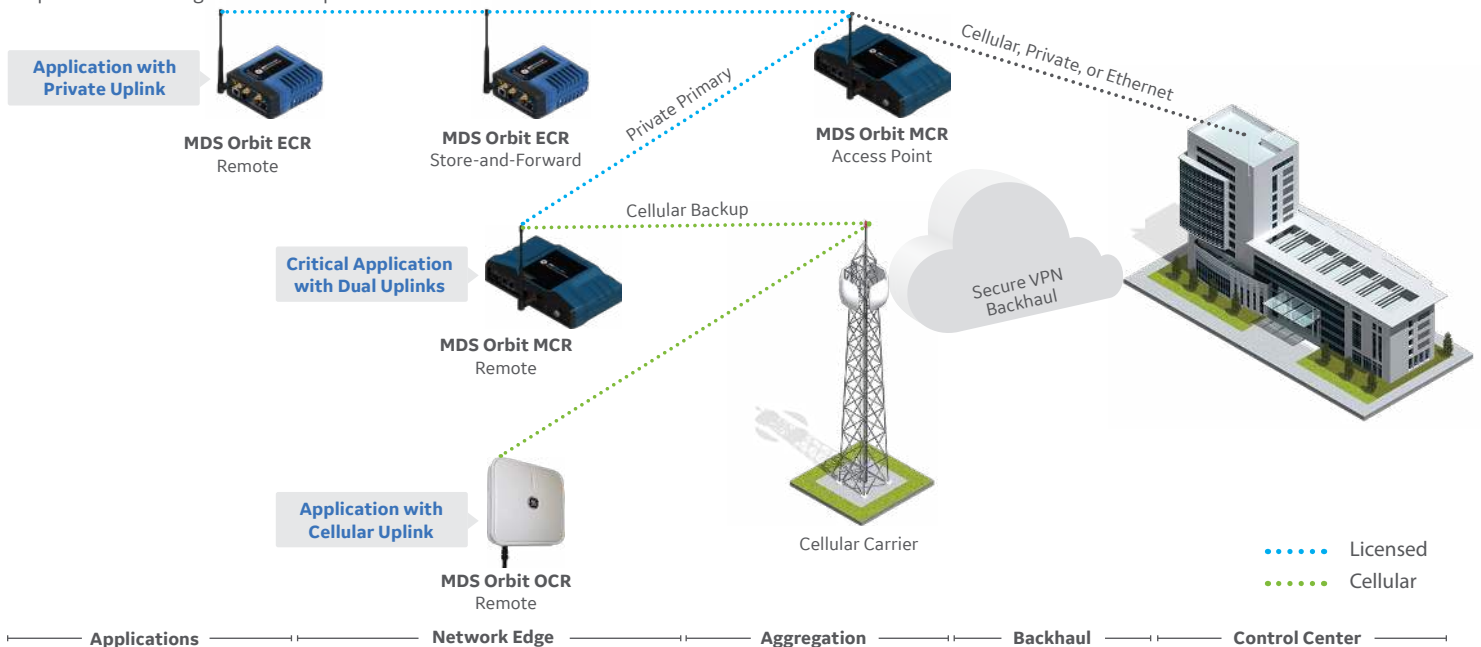 Application with
Private Uplink
MDS Orbit ECR
Remote
MDS Orbit ECR
Store-and-Forward
Private Primary
MDS Orbit MCR
Access Point
Cellular, Private, or Ethernet
Cellular Backup
Critical Application
with Dual Uplinks
MDS Orbit MCR
Remote
Secure VPN
Backhaul
Application with
Cellular Uplink
MDS Orbit OCR
Remote
Cellular Carrier
Licensed
Cellular
Applications
Network Edge
Aggregation
Backhaul
Control Center